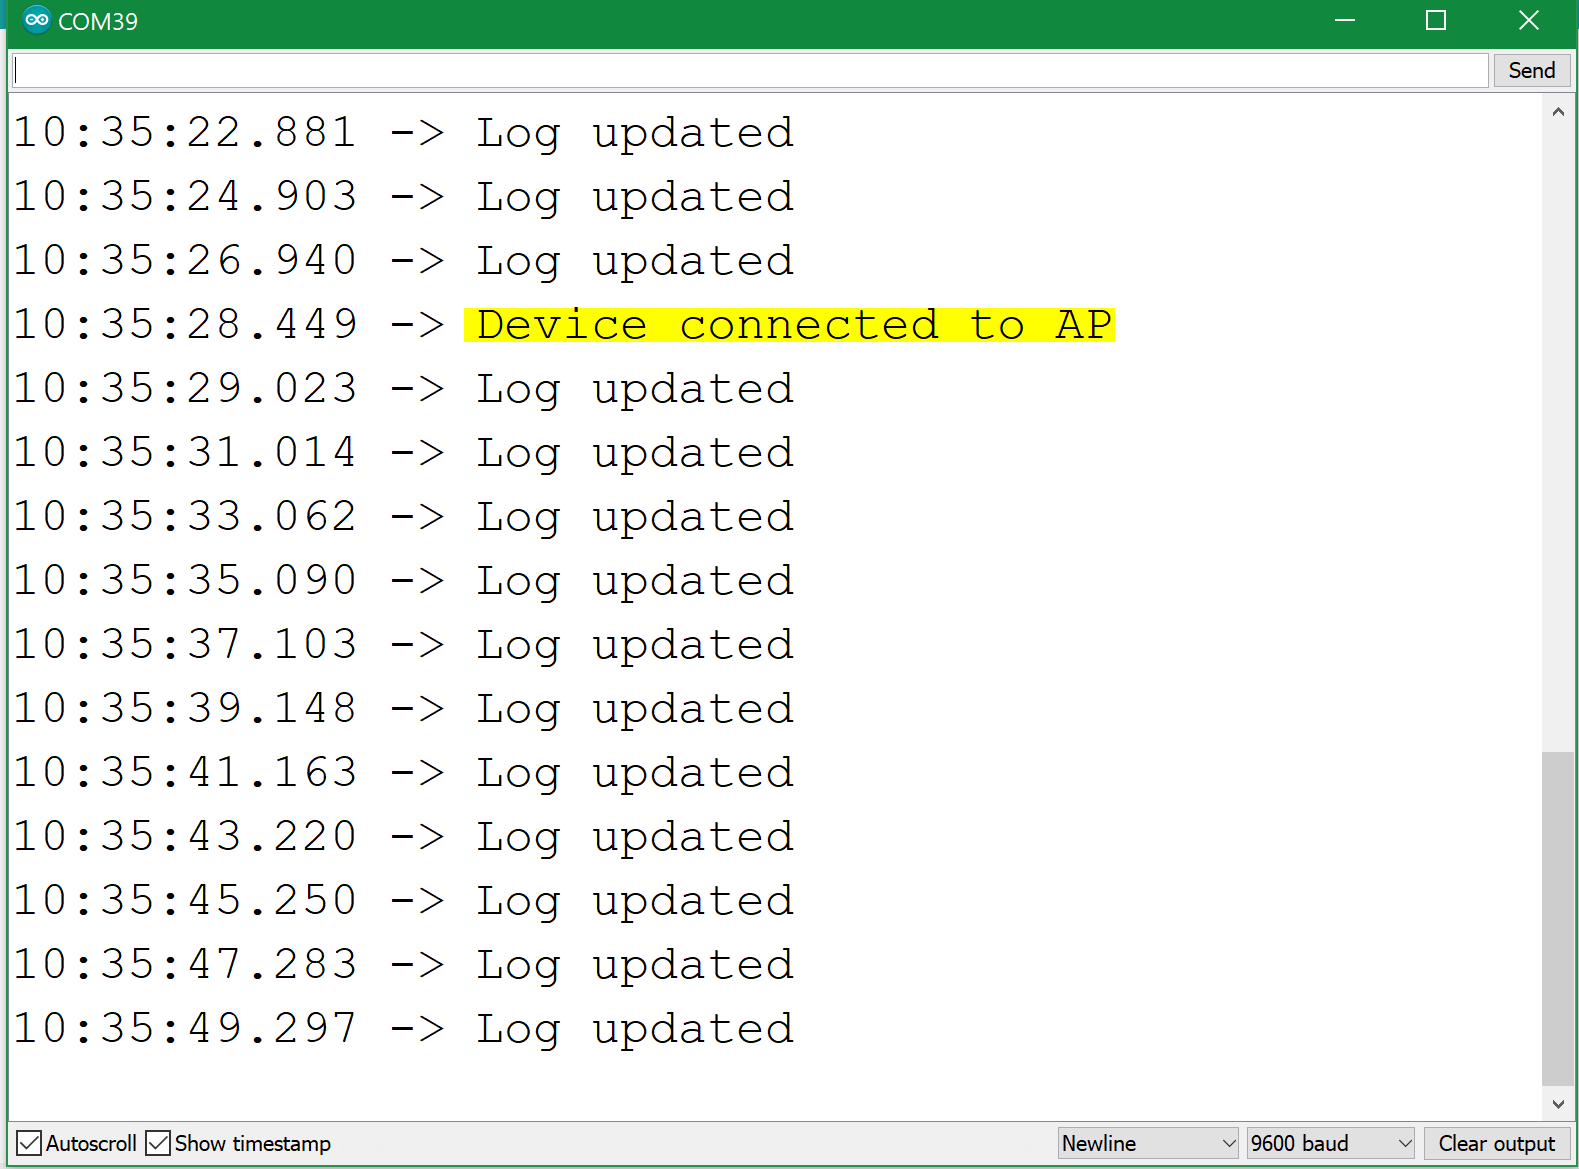 COM39
Send
10:35:22.881 -> Log updated
10:35:24.903 -> Log updated
10:35:26.940 -> Log updated
10:35:28.449 -> Device connected to AP
10:35:29.023 -> Log updated
10:35:31.014 -> Log updated
10:35:33.062 -> Log updated
10:35:35.090 -> Log updated
10:35:37.103 -> Log updated
10:35:39.148 -> Log updated
10:35:41.163 -> Log updated
10:35:43.220 -> Log updated
10:35:45.250 -> Log updated
10:35:47.283 -> Log updated
10:35:49.297 -> Log updated
Autoscroll Show timestamp Newline 9600 baud Clear output